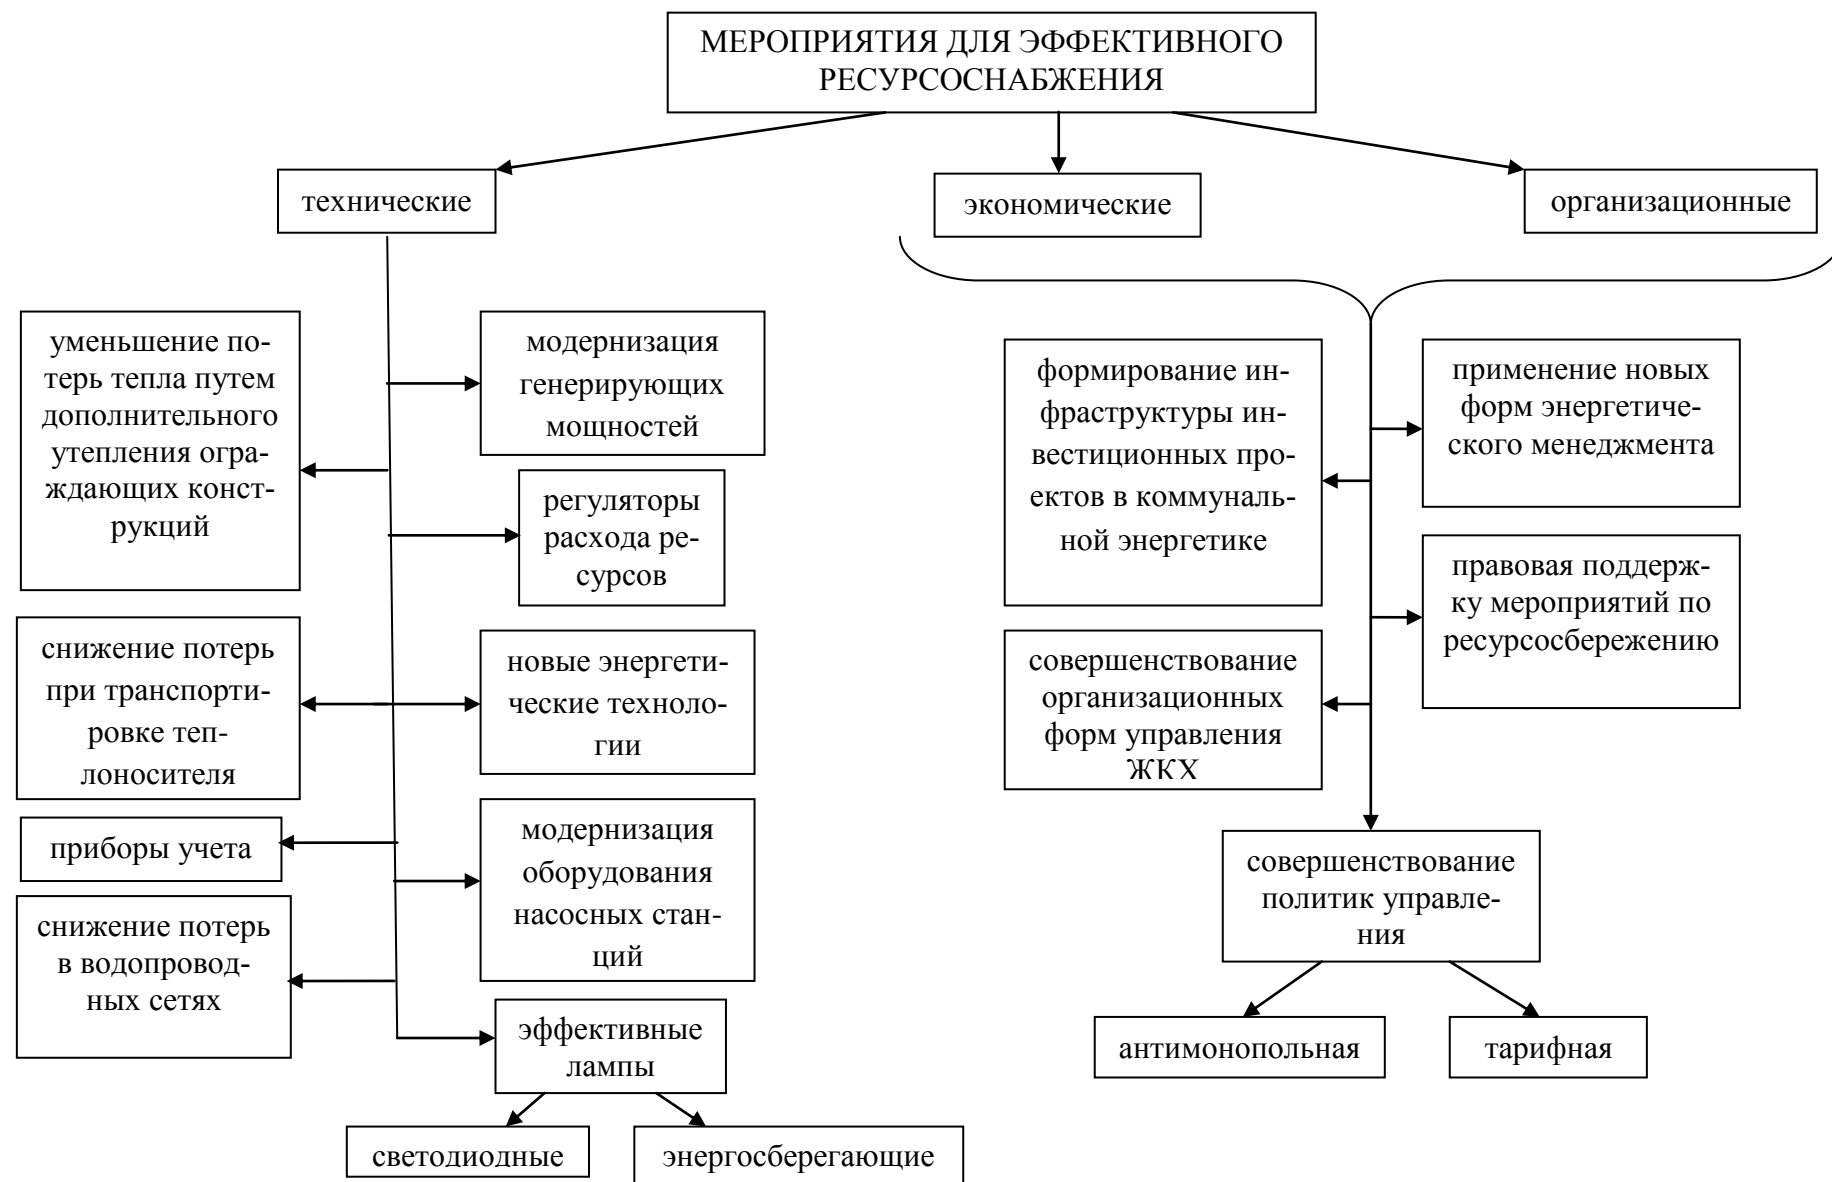 МЕРОПРИЯТИЯ ДЛЯ ЭФФЕКТИВНОГО
РЕСУРСОСНАБЖЕНИЯ
технические
экономические
организационные
уменьшение по-
терь тепла путем
дополнительного
утепления огра-
ждающих конст-
рукций
модернизация
генерирующих
мощностей
регуляторы
расхода ре-
сурсов
снижение потерь
при транспорти-
ровке теп-
лоносителя
новые энергети-
ческие техноло-
гии
приборы учета
модернизация
оборудования
насосных стан-
ций
снижение потерь
в водопровод-
ных сетях
эффективные
лампы
светодиодные
энергосберегающие
формирование ин-
фраструктуры ин-
вестиционных про-
ектов в коммуналь-
ной энергетике
применение новых
форм энергетиче-
ского менеджмента
правовая поддерж-
ку мероприятий по
ресурсосбережению
совершенствование
организационных
форм управления
ЖКХ
совершенствование
политик управле-
ния
антимонопольная
тарифная